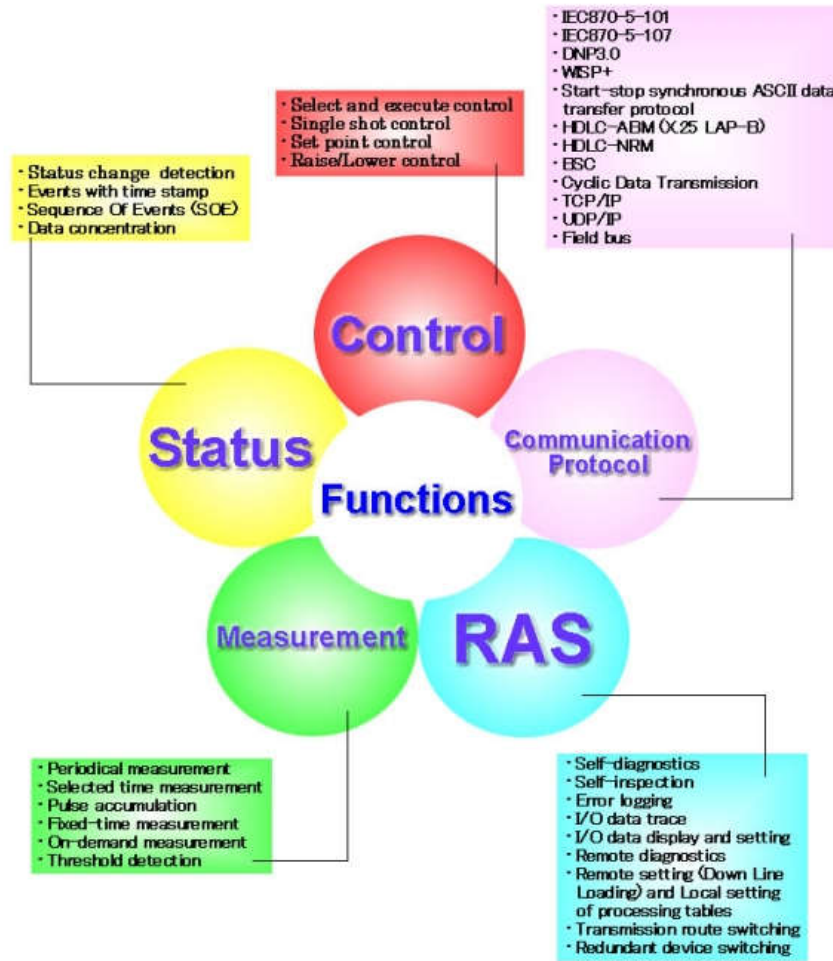 · IEC870-5-101
· IEC870-5-107
· DNP3.0
· WISP+
· Start-stop synchronous ASCII data
transfer protocol
· HDLC-ABM (X.25 LAP-B)
· HDLC-NRM
· BSC
· Cyclic Data Transmission
· TCP/IP
· UDP/IP
· Field bus
· Select and execute control
· Single shot control
· Set point control
· Raise/Lower control
· Status change detection
· Events with time stamp
· Sequence Of Events (SOE)
· Data concentration
Control
Status
Communication
Protocol
Functions
Measurement
RAS
· Periodical measurement
· Selected time measurement
· Pulse accumulation
· Fixed-time measurement
· On-demand measurement
· Threshold detection
· Self-diagnostics
· Self-inspection
· Error logging
· I/O data trace
· I/O data display and setting
· Remote diagnostics
· Remote setting (Down Line
Loading) and Local setting
of processing tables
· Transmission route switching
· Redundant device switching